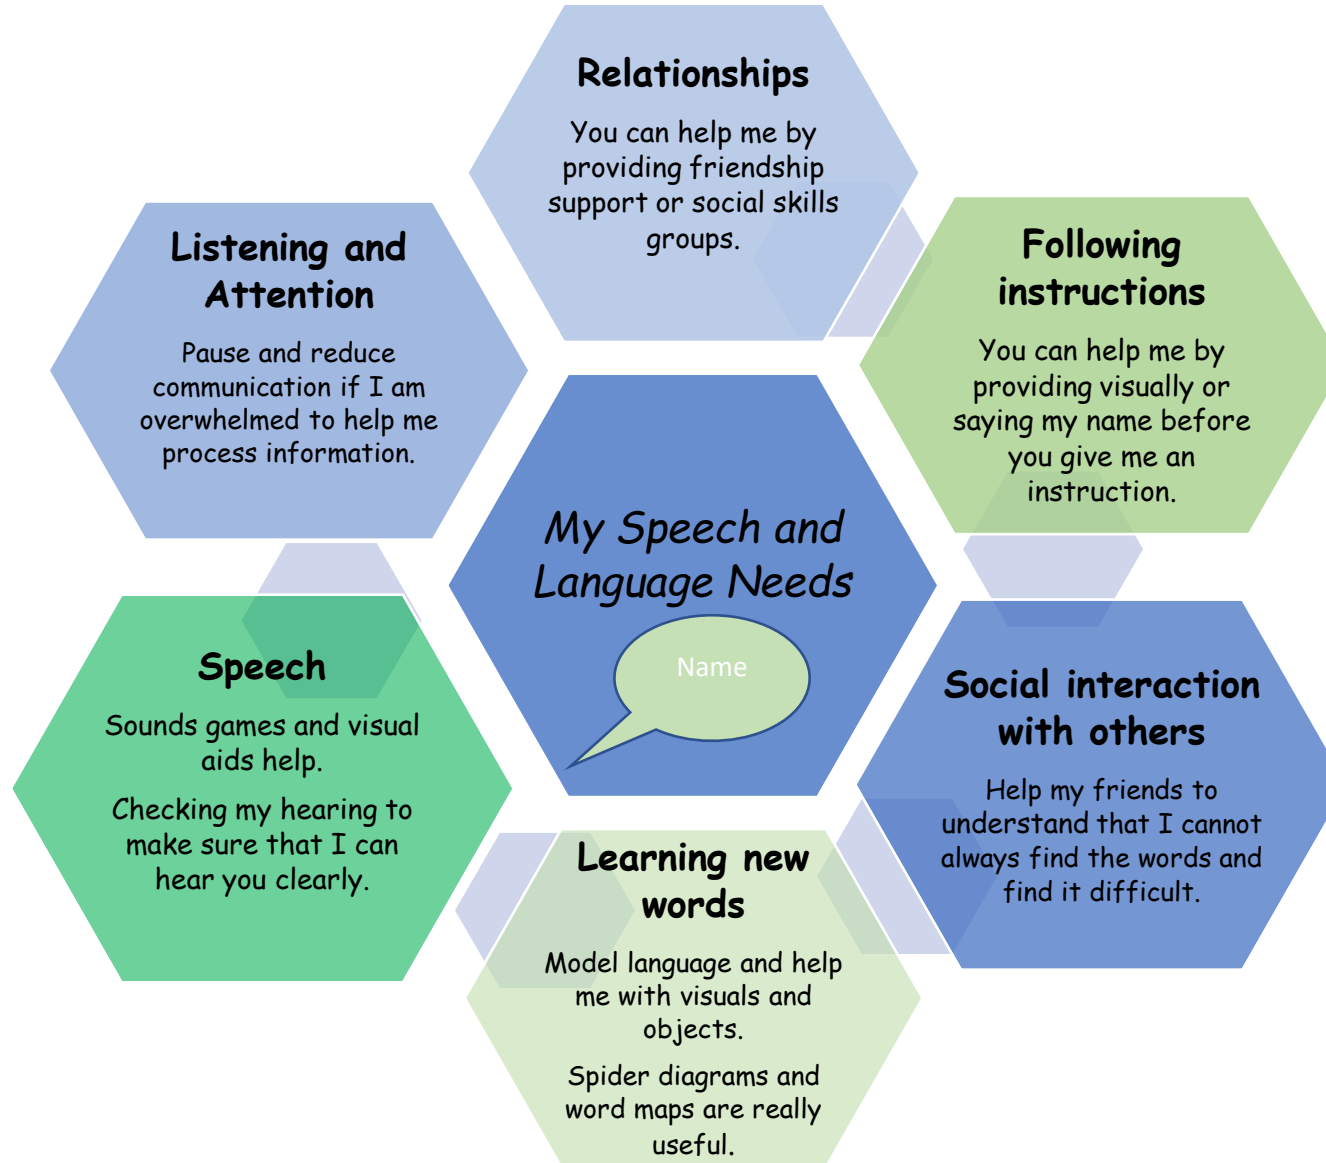 Relationships
You can help me by
providing friendship
support or social skills
groups.
Listening and
Attention
Pause and reduce
communication if I am
overwhelmed to help me
process information.
Following
instructions
You can help me by
providing visually or
saying my name before
you give me an
instruction.
My Speech and
Language Needs
Name
Speech
Sounds games and visual
aids help.
Checking my hearing to
make sure that I can
hear you clearly.
Social interaction
with others
Help my friends to
understand that I cannot
always find the words and
find it difficult.
Learning new
words
Model language and help
me with visuals and
objects.
Spider diagrams and
word maps are really
useful.